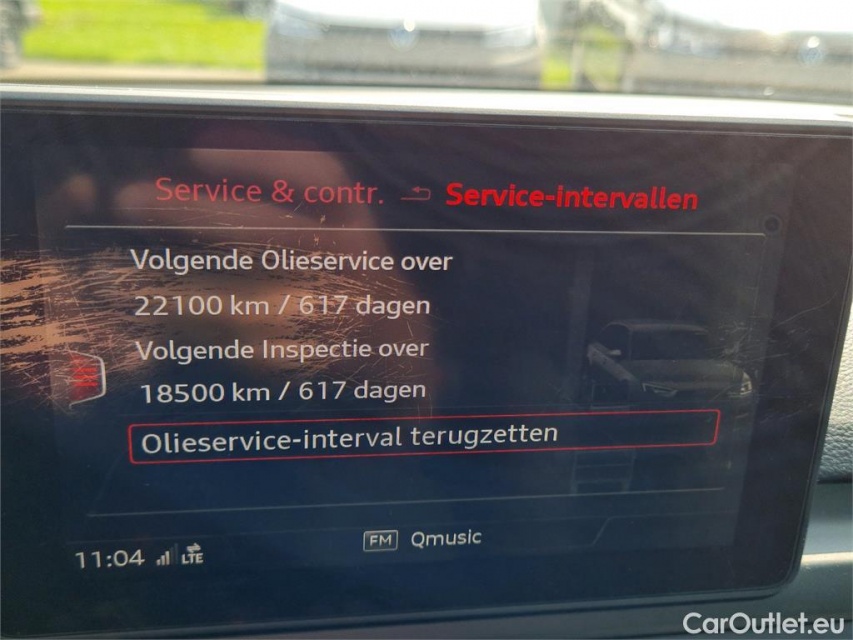 Service & contr. Service-intervallen
Volgende Olieservice over
22100 km / 617 dagen
Volgende Inspectie over
18500 km / 617 dagen
Olieservice-interval terugzetten
FM Qmusic
11:04 LTE
CarOutlet.eu